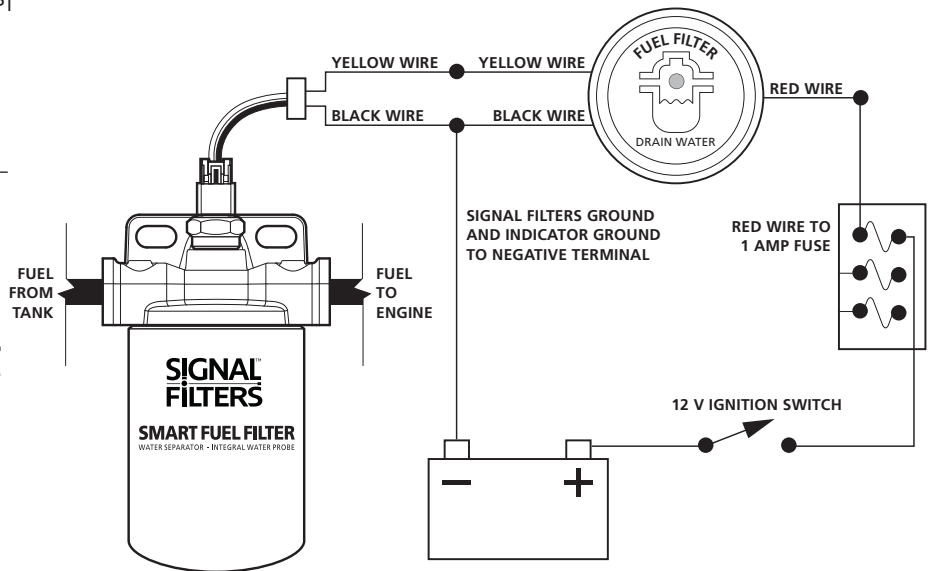 YELLOW WIRE
YELLOW WIRE
BLACK WIRE
BLACK WIRE
FUEL FILTER
DRAIN WATER
RED WIRE
SIGNAL FILTERS GROUND
AND INDICATOR GROUND
TO NEGATIVE TERMINAL
RED WIRE TO
1 AMP FUSE
FUEL
FROM
TANK
FUEL
TO
ENGINE
SIGNAL™
FILTERS
SMART FUEL FILTER
WATER SEPARATOR - INTEGRAL WATER PROBE
12 V IGNITION SWITCH
− +